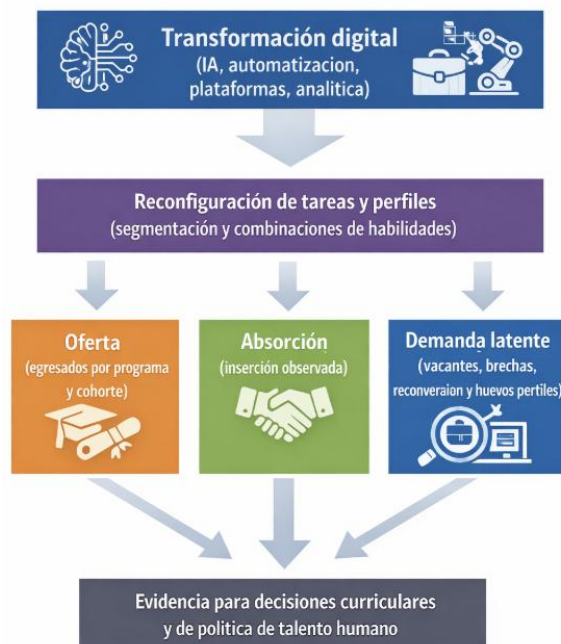 Transformación digital
(IA, automatizacion,
plataformas, analitica)
Reconfiguración de tareas y perfiles
(segmentación y combinaciones de habilidades)
Oferta
(egresados por programa
y cohorte)
Absorción
(inserción observada)
Demanda latente
(vacantes, brechas,
reconveraion y huevos pertiles)
Evidencia para decisiones curriculares
y de politica de talento humano